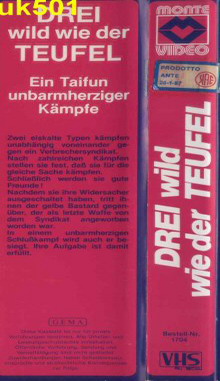 uk501
DREI
wild wie der
TEUFEL
Ein Taifun
unbarmherziger
Kämpfe
Zwei eiskalte Typen kämpfen
unabhängig voneinander ge-
gen ein Verbrechersyndikat.
Nach zahlreichen Kämpfen
stellen sie fest, daß sie für die
gleiche Sache kämpfen.
Schließlich werden sie gute
Freunde!
Nachdem sie ihre Widersacher
ausgeschaltet haben, tritt ih-
nen der gelbe Bastard gegen-
über, der als letzte Waffe von
dem Syndikat angeworben
worden war.
In einem unbarmherzigen
Schlußkampf wird auch er be-
siegt. Ihre Aufgabe ist damit
erfüllt.
GEMA
MONTE
VIDEO
PRODOTTO
ANTE
SIAE
DREI wild
wie der TEUFEL
Bestell-Nr.
VHS